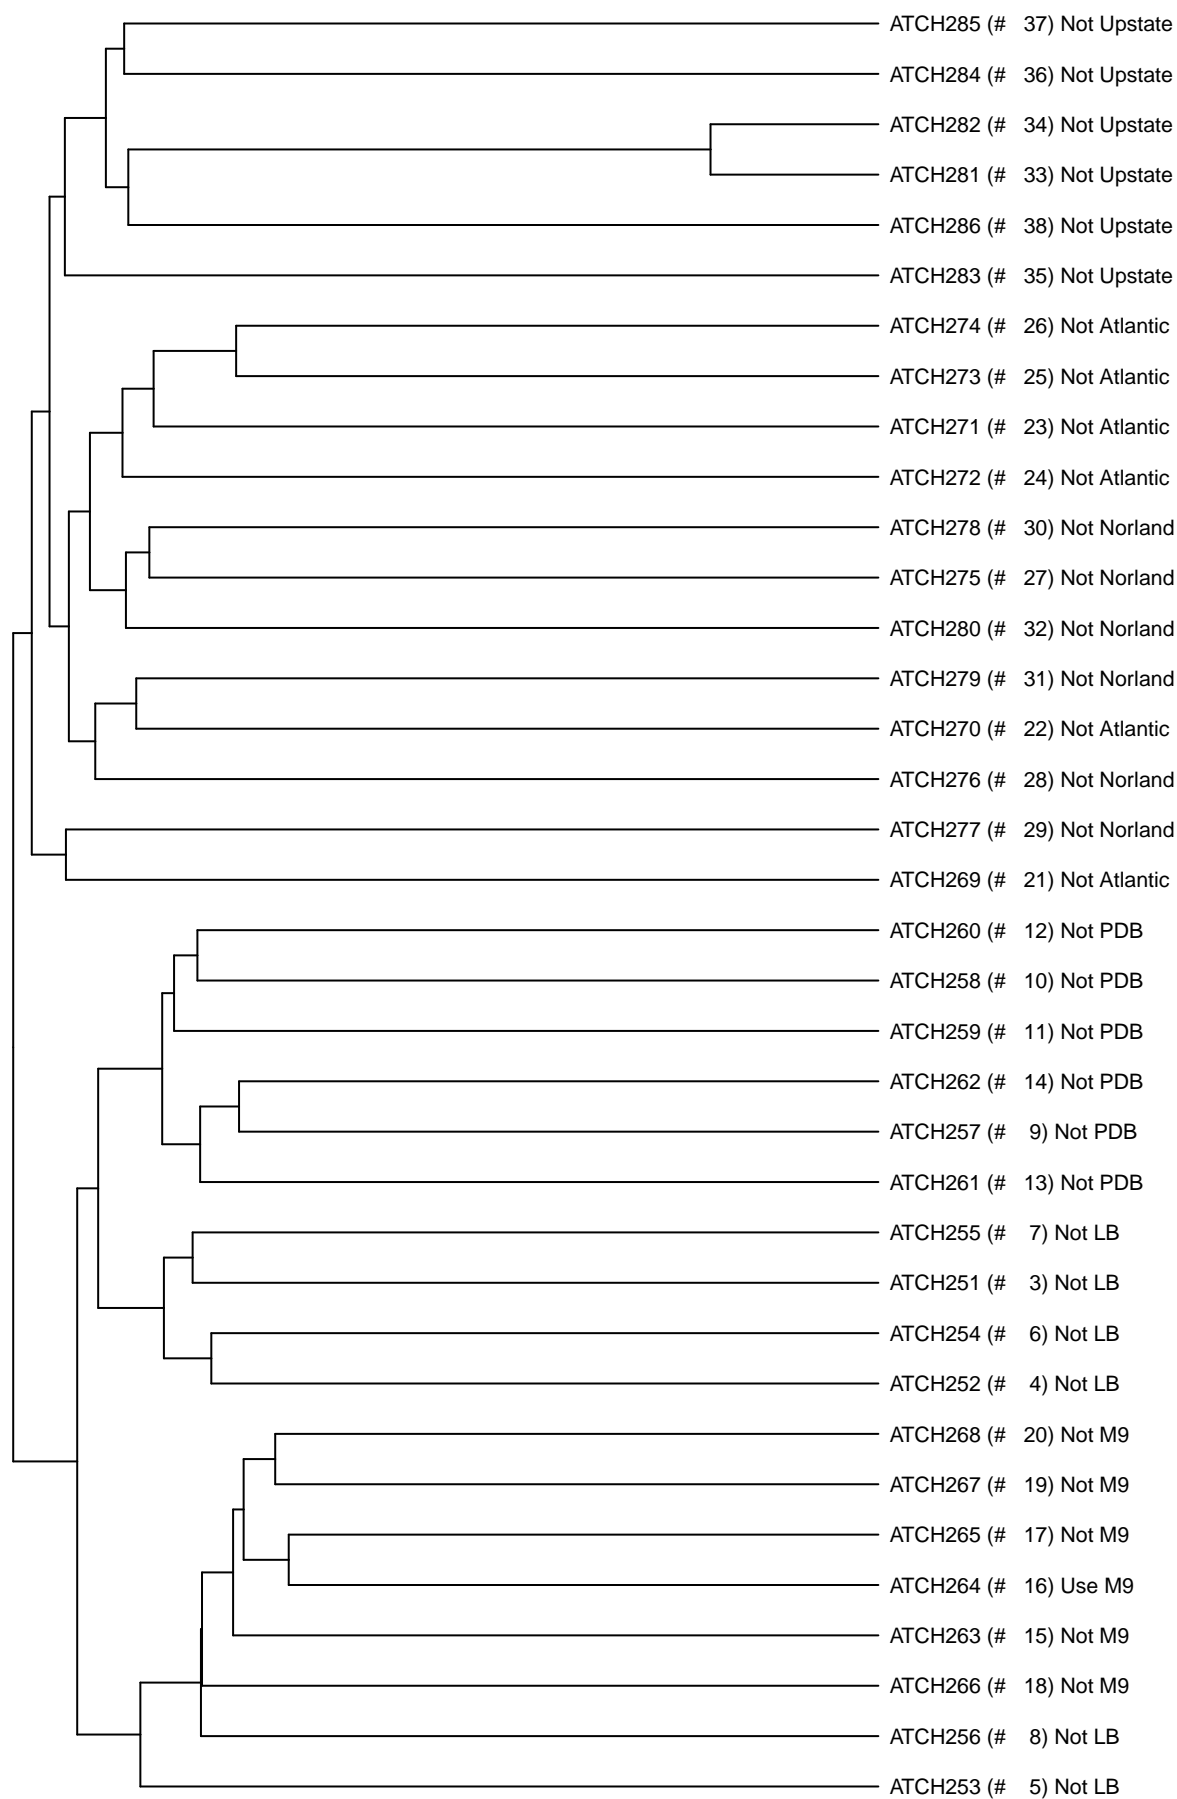 ATCH285 (# 37) Not Upstate
ATCH284 (# 36) Not Upstate
ATCH282 (# 34) Not Upstate
ATCH281 (# 33) Not Upstate
ATCH286 (# 38) Not Upstate
ATCH283 (# 35) Not Upstate
ATCH274 (# 26) Not Atlantic
ATCH273 (# 25) Not Atlantic
ATCH271 (# 23) Not Atlantic
ATCH272 (# 24) Not Atlantic
ATCH278 (# 30) Not Norland
ATCH275 (# 27) Not Norland
ATCH280 (# 32) Not Norland
ATCH279 (# 31) Not Norland
ATCH270 (# 22) Not Atlantic
ATCH276 (# 28) Not Norland
ATCH277 (# 29) Not Norland
ATCH269 (# 21) Not Atlantic
ATCH260 (# 12) Not PDB
ATCH258 (# 10) Not PDB
ATCH259 (# 11) Not PDB
ATCH262 (# 14) Not PDB
ATCH257 (# 9) Not PDB
ATCH261 (# 13) Not PDB
ATCH255 (# 7) Not LB
ATCH251 (# 3) Not LB
ATCH254 (# 6) Not LB
ATCH252 (# 4) Not LB
ATCH268 (# 20) Not M9
ATCH267 (# 19) Not M9
ATCH265 (# 17) Not M9
ATCH264 (# 16) Use M9
ATCH263 (# 15) Not M9
ATCH266 (# 18) Not M9
ATCH256 (# 8) Not LB
ATCH253 (# 5) Not LB